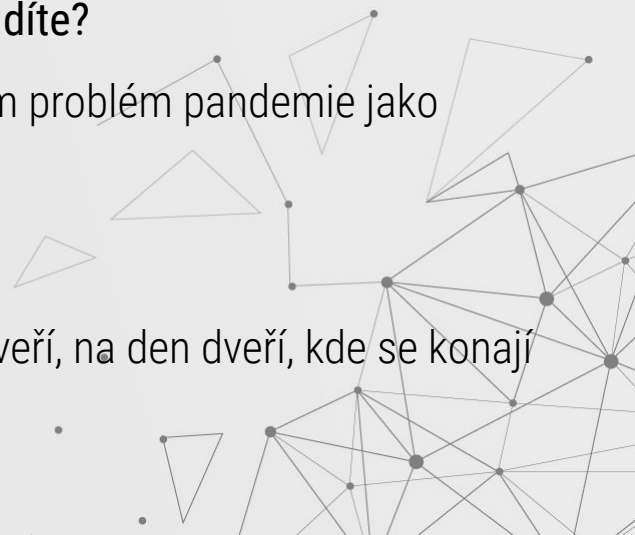 díte?
m problém pandemie jako
veří, na den dveří, kde se konají